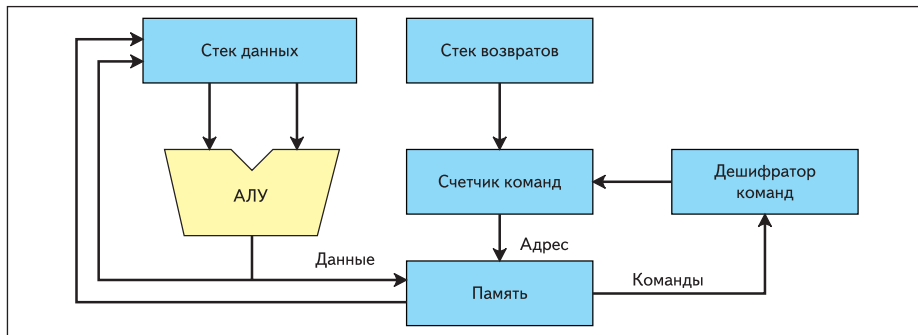 Стек данных
Стек возвратов
АЛУ
Счетчик команд
Дешифратор
команд
Адрес
Данные
Команды
Память